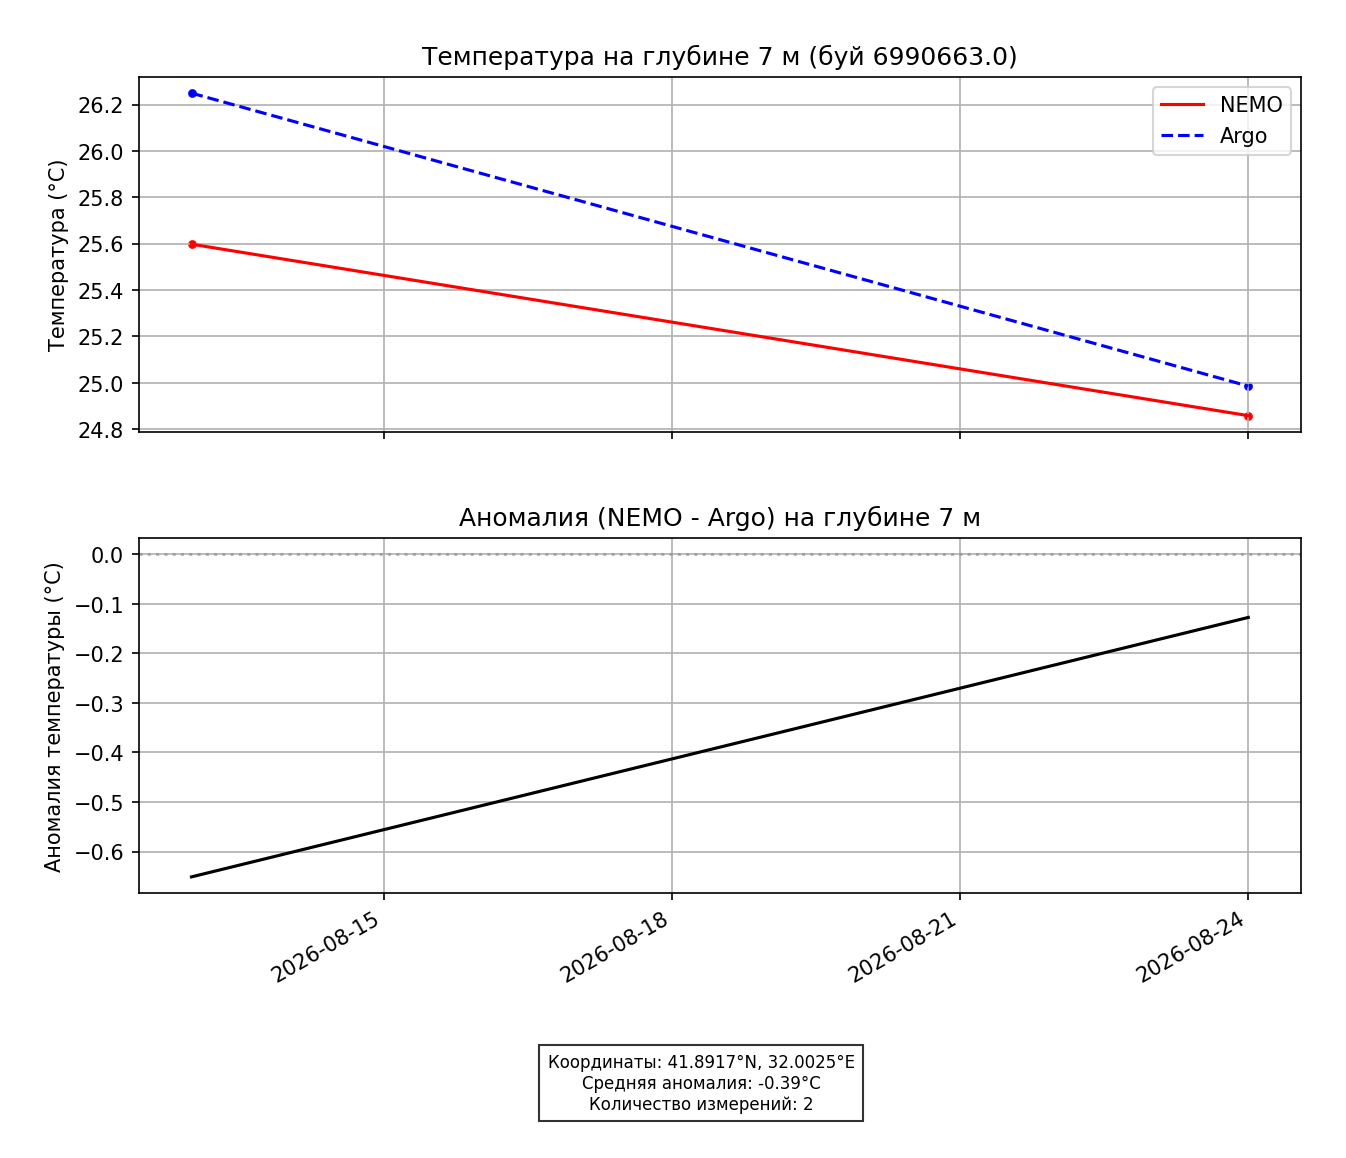 Температура на глубине 7 м (буй 6990663.0)
NEMO
Argo
Температура (°C)
26.2
26.0
25.8
25.6
25.4
25.2
25.0
24.8
Аномалия (NEMO - Argo) на глубине 7 м
Аномалия температуры (°C)
0.0
−0.1
−0.2
−0.3
−0.4
−0.5
−0.6
2026-08-15
2026-08-18
2026-08-21
2026-08-24
Координаты: 41.8917°N, 32.0025°E
Средняя аномалия: -0.39°C
Количество измерений: 2